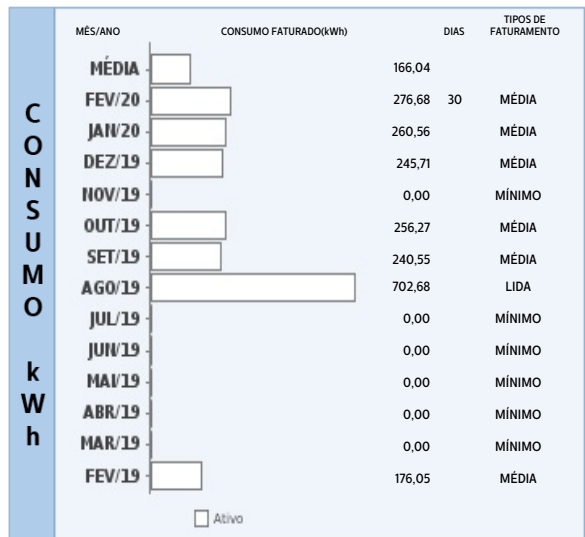 MÊS/ANO CONSUMO FATURADO(kWh) DIAS TIPOS DE FATURAMENTO
CONSUMO kWh
MÉDIA 166,04
FEV/20 276,68 30 MÉDIA
JAN/20 260,56 MÉDIA
DEZ/19 245,71 MÉDIA
NOV/19 0,00 MÍNIMO
OUT/19 256,27 MÉDIA
SET/19 240,55 MÉDIA
AGO/19 702,68 LIDA
JUL/19 0,00 MÍNIMO
JUN/19 0,00 MÍNIMO
MAI/19 0,00 MÍNIMO
ABR/19 0,00 MÍNIMO
MAR/19 0,00 MÍNIMO
FEV/19 176,05 MÉDIA
Ativo